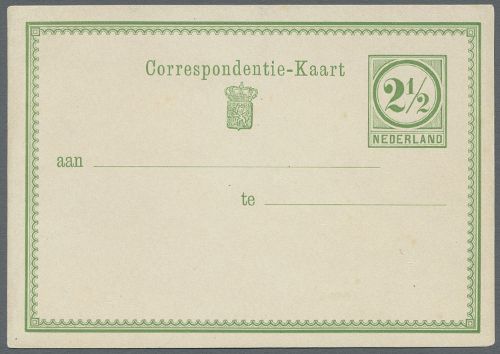 Correspondentie-Kaart
2 1/2
NEDERLAND
aan
te